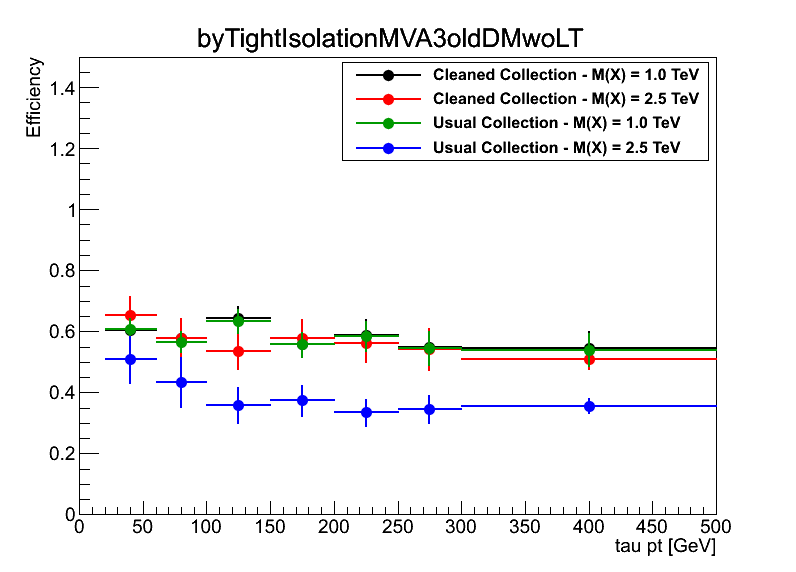 byTightIsolationMVA3oldDMwoLT
Efficiency
Cleaned Collection - M(X) = 1.0 TeV
Cleaned Collection - M(X) = 2.5 TeV
Usual Collection - M(X) = 1.0 TeV
Usual Collection - M(X) = 2.5 TeV
1.4
1.2
1
0.8
0.6
0.4
0.2
0
0 50 100 150 200 250 300 350 400 450 500
tau pt [GeV]